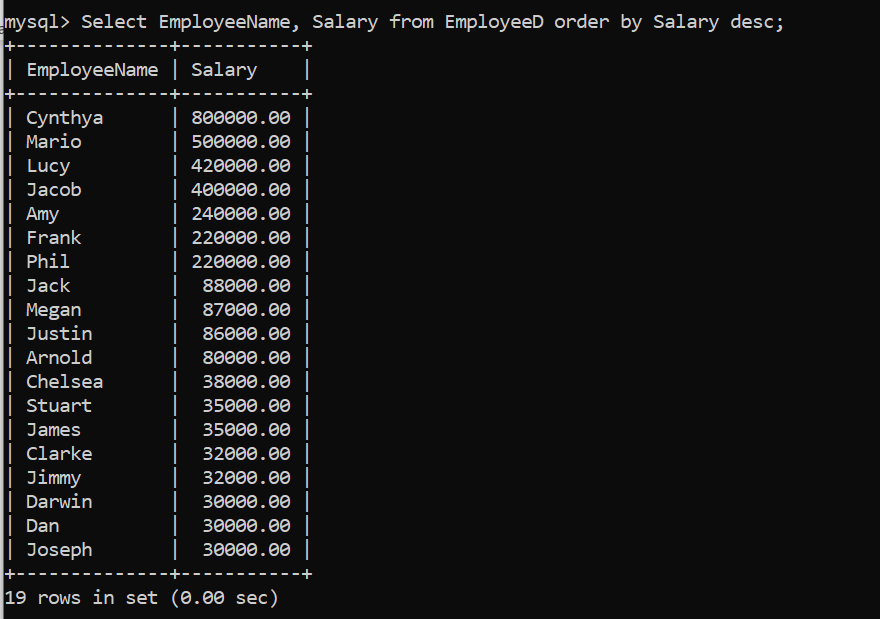 mysql> Select EmployeeName, Salary from EmployeeD order by Salary desc;
+--------------+-----------+
| EmployeeName | Salary    |
+--------------+-----------+
| Cynthya      | 800000.00 |
| Mario        | 500000.00 |
| Lucy         | 420000.00 |
| Jacob        | 400000.00 |
| Amy          | 240000.00 |
| Frank        | 220000.00 |
| Phil         | 220000.00 |
| Jack         |  88000.00 |
| Megan        |  87000.00 |
| Justin       |  86000.00 |
| Arnold       |  80000.00 |
| Chelsea      |  38000.00 |
| Stuart       |  35000.00 |
| James        |  35000.00 |
| Clarke       |  32000.00 |
| Jimmy        |  32000.00 |
| Darwin       |  30000.00 |
| Dan          |  30000.00 |
| Joseph       |  30000.00 |
+--------------+-----------+
19 rows in set (0.00 sec)